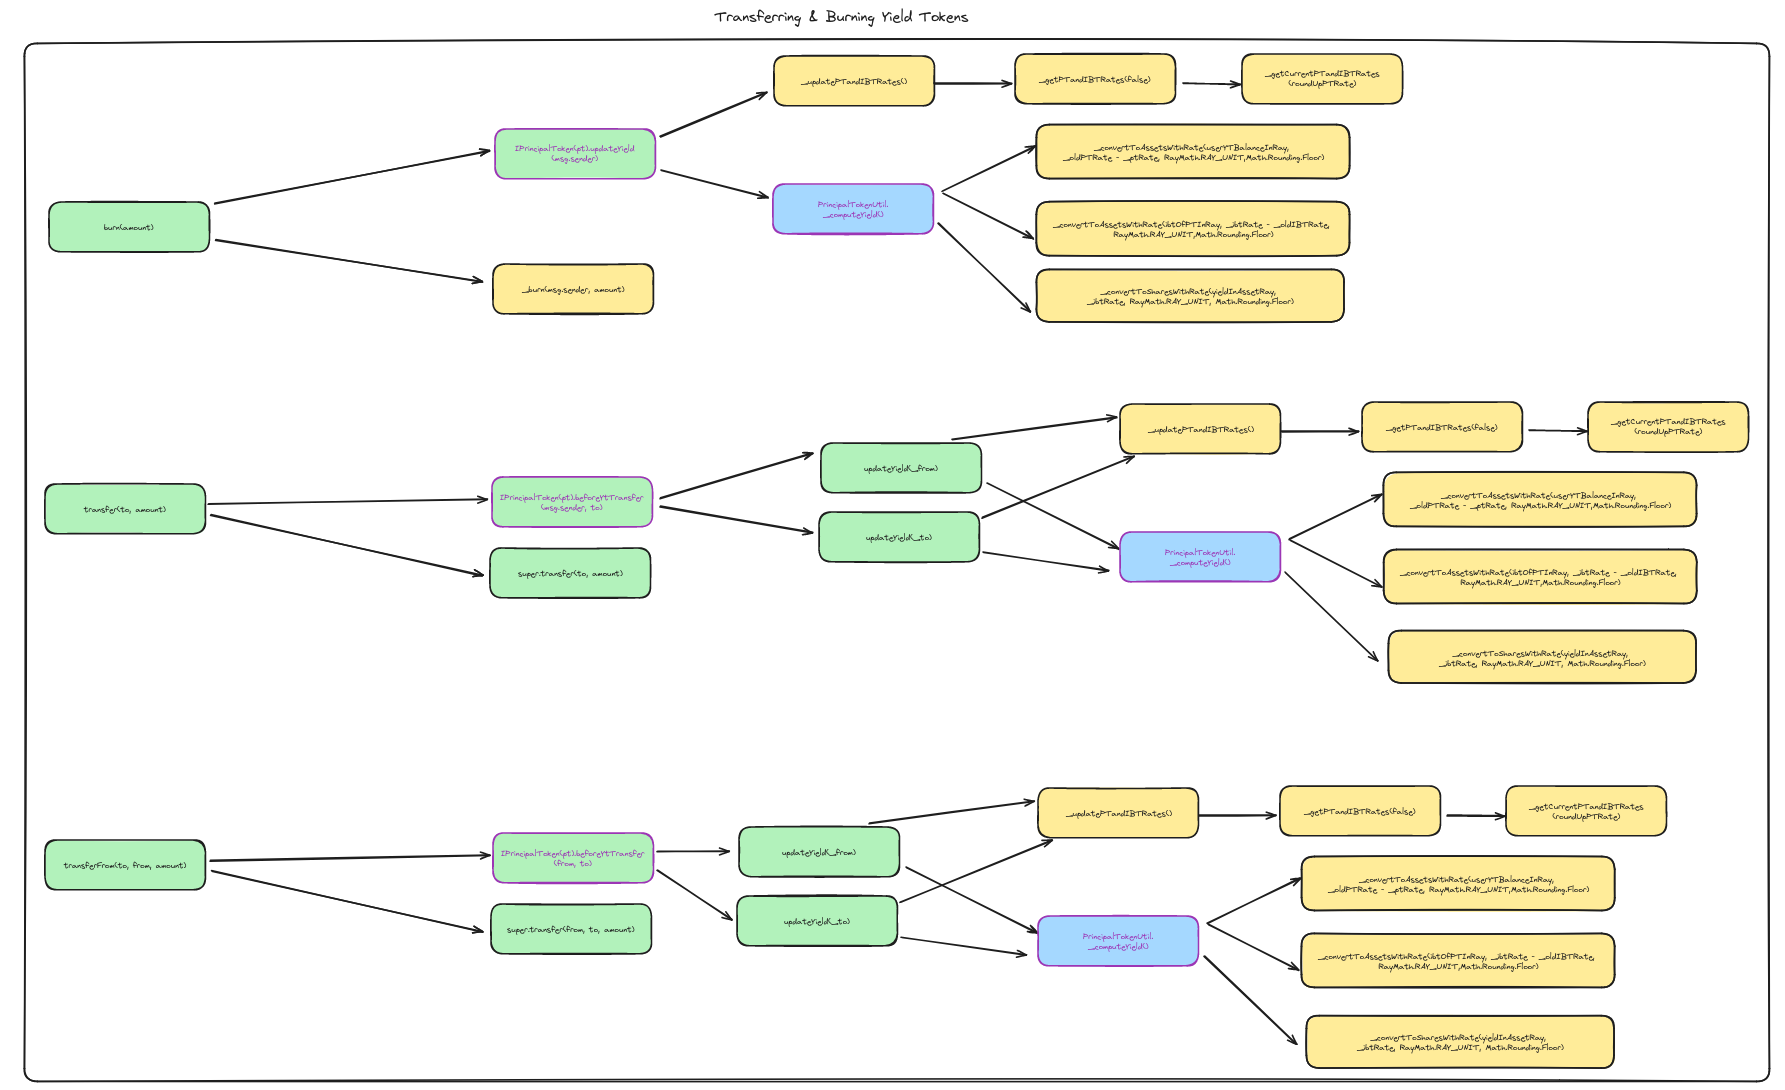 Transferring & Burning Yield Tokens
_updatePTandIBTRates()
_getPTandIBTRates(false)
_getCurrentPTandIBTRates
(roundUpPTRate)
IPrincipalToken(pt).updateYield
(msg.sender)
_convertToAssetsWithRate(userYTBalanceInRay,
_oldPTRate - _ptRate, RayMath.RAY_UNIT,Math.Rounding.Floor)
burn(amount)
PrincipalTokenUtil.
_computeYield()
_convertToAssetsWithRate(ibtOfPTInRay, _ibtRate - _oldIBTRate,
RayMath.RAY_UNIT,Math.Rounding.Floor)
_burn(msg.sender, amount)
_convertToSharesWithRate(yieldInAssetRay,
_ibtRate, RayMath.RAY_UNIT, Math.Rounding.Floor)
_updatePTandIBTRates()
_getPTandIBTRates(false)
_getCurrentPTandIBTRates
(roundUpPTRate)
updateYield(_from)
transfer(to, amount)
IPrincipalToken(pt).beforeYtTransfer
(msg.sender, to)
_convertToAssetsWithRate(userYTBalanceInRay,
_oldPTRate - _ptRate, RayMath.RAY_UNIT,Math.Rounding.Floor)
updateYield(_to)
super.transfer(to, amount)
PrincipalTokenUtil.
_computeYield()
_convertToAssetsWithRate(ibtOfPTInRay, _ibtRate - _oldIBTRate,
RayMath.RAY_UNIT,Math.Rounding.Floor)
_convertToSharesWithRate(yieldInAssetRay,
_ibtRate, RayMath.RAY_UNIT, Math.Rounding.Floor)
_updatePTandIBTRates()
_getPTandIBTRates(false)
_getCurrentPTandIBTRates
(roundUpPTRate)
transferFrom(to, from, amount)
IPrincipalToken(pt).beforeYtTransfer
(from, to)
updateYield(_from)
_convertToAssetsWithRate(userYTBalanceInRay,
_oldPTRate - _ptRate, RayMath.RAY_UNIT,Math.Rounding.Floor)
super.transfer(from, to, amount)
updateYield(_to)
PrincipalTokenUtil.
_computeYield()
_convertToAssetsWithRate(ibtOfPTInRay, _ibtRate - _oldIBTRate,
RayMath.RAY_UNIT,Math.Rounding.Floor)
_convertToSharesWithRate(yieldInAssetRay,
_ibtRate, RayMath.RAY_UNIT, Math.Rounding.Floor)